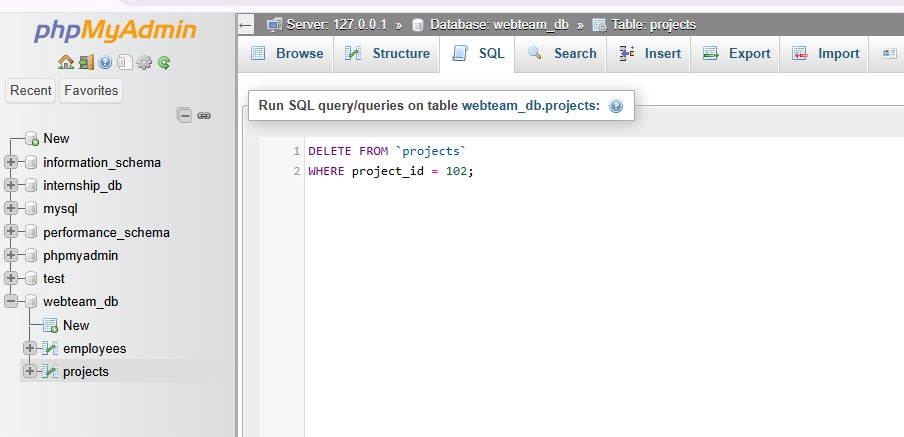 phpMyAdmin
Recent Favorites
New
information_schema
internship_db
mysql
performance_schema
phpmyadmin
test
webteam_db
New
employees
projects
Server: 127.0.0.1 » Database: webteam_db » Table: projects
Browse Structure SQL Search Insert Export Import
Run SQL query/queries on table webteam_db.projects:
1 DELETE FROM `projects`
2 WHERE project_id = 102;